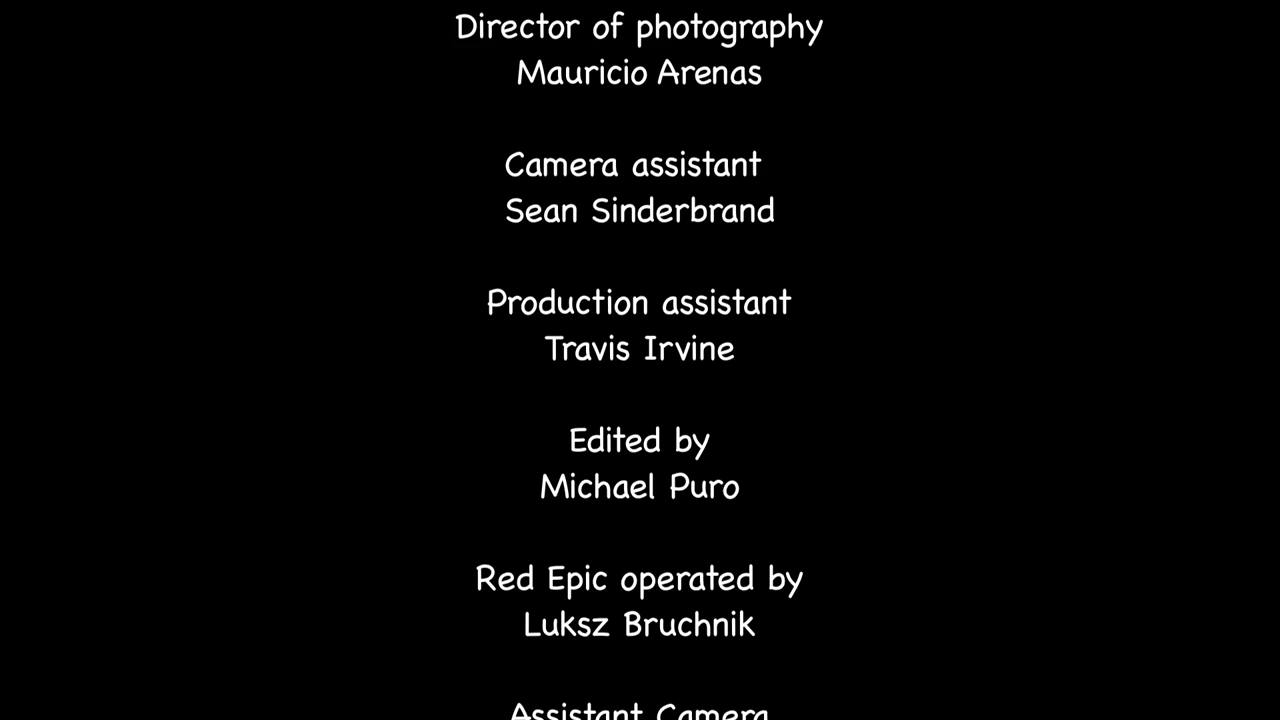 Director of photography
Mauricio Arenas
Camera assistant
Sean Sinderbrand
Production assistant
Travis Irvine
Edited by
Michael Puro
Red Epic operated by
Luksz Bruchnik
Assistant Camera